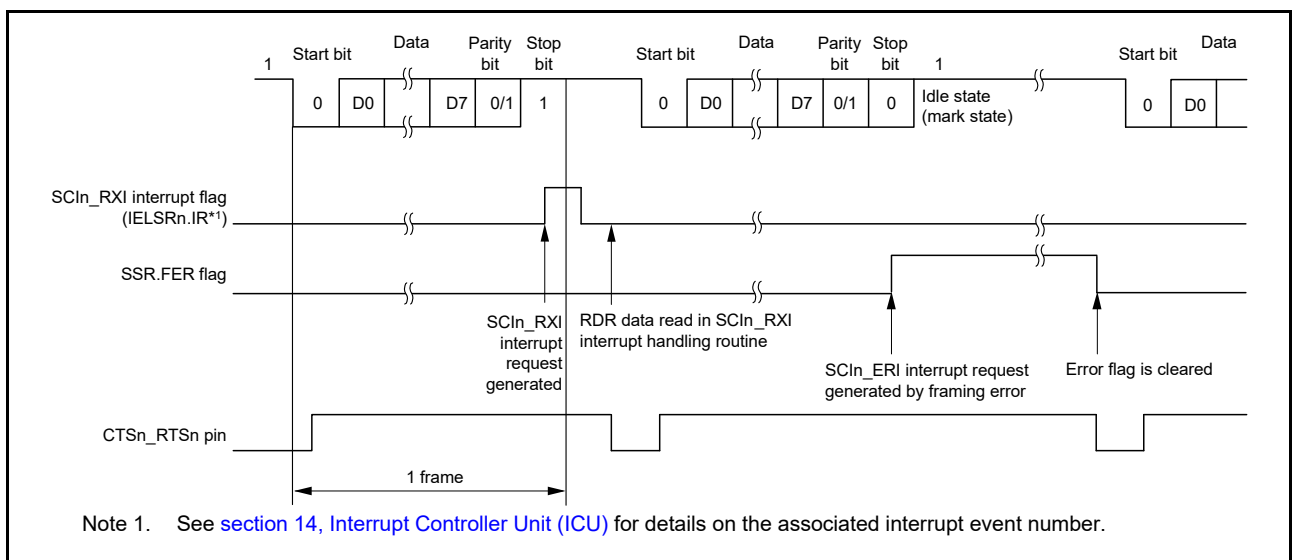 1
Start bit
Data
Parity bit
Stop bit
Start bit
Data
Parity bit
Stop bit
1
Start bit
Data
0 D0 D7 0/1 1
0 D0 D7 0/1 0
Idle state
(mark state)
0 D0
SCIn_RXI interrupt flag
(IELSRn.IR*1)
SSR.FER flag
SCIn_RXI
interrupt
request
generated
RDR data read in SCIn_RXI
interrupt handling routine
SCIn_ERI interrupt request
generated by framing error
Error flag is cleared
CTSn_RTSn pin
1 frame
Note 1. See section 14, Interrupt Controller Unit (ICU) for details on the associated interrupt event number.